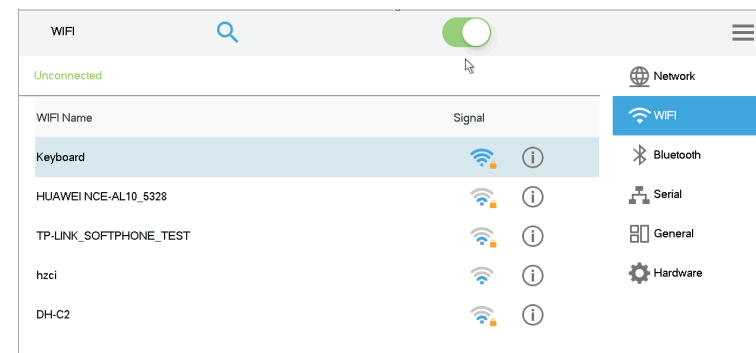 WIFI
Unconnected
WIFI Name Signal
Keyboard
HUAWEI NCE-AL10_5328
TP-LINK_SOFTPHONE_TEST
hzci
DH-C2
Network
WIFI
Bluetooth
Serial
General
Hardware